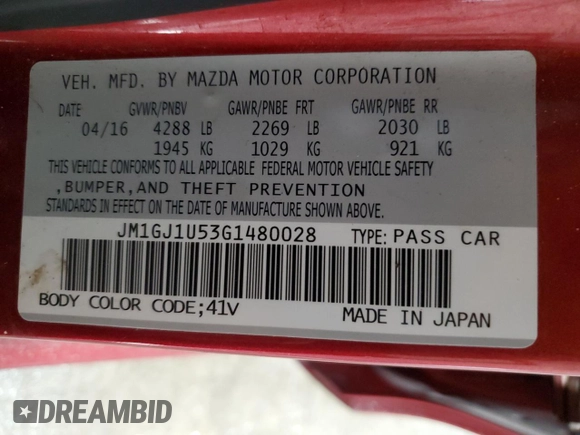 VEH. MFD. BY MAZDA MOTOR CORPORATION
DATE GVWR/PNBV GAWR/PNBE FRT GAWR/PNBE RR
04/16 4288 LB 2269 LB 2030 LB
1945 KG 1029 KG 921 KG
THIS VEHICLE CONFORMS TO ALL APPLICABLE FEDERAL MOTOR VEHICLE SAFETY
,BUMPER,AND THEFT PREVENTION
STANDARDS IN EFFECT ON THE DATE OF MANUFACTURE SHOWN ABOVE.
JM1GJ1U53G1480028 TYPE: PASS CAR
BODY COLOR CODE;41V MADE IN JAPAN
DREAMBID